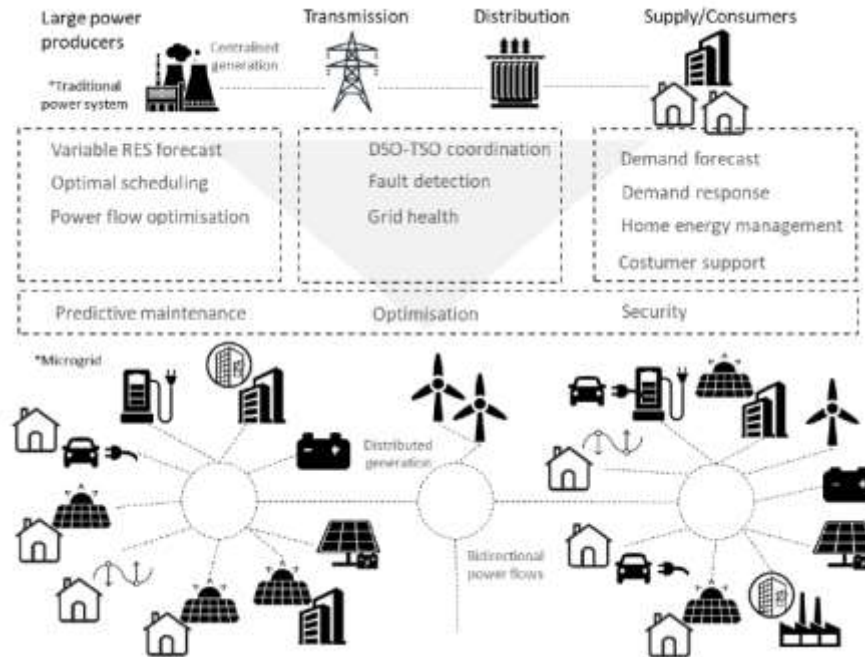 Large power
producers
Transmission
Distribution
Supply/Consumers
Centralised
generation
*Traditional
power system
Variable RES forecast
Optimal scheduling
Power flow optimisation
DSO-TSO coordination
Fault detection
Grid health
Demand forecast
Demand response
Home energy management
Costumer support
Predictive maintenance
Optimisation
Security
*Microgrid
Distributed
generation
Bidirectional
power flows